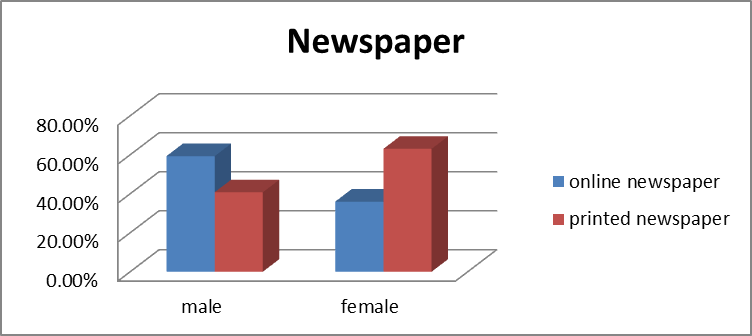 Newspaper
80.00%
60.00%
40.00%
20.00%
0.00%
male
female
online newspaper
printed newspaper